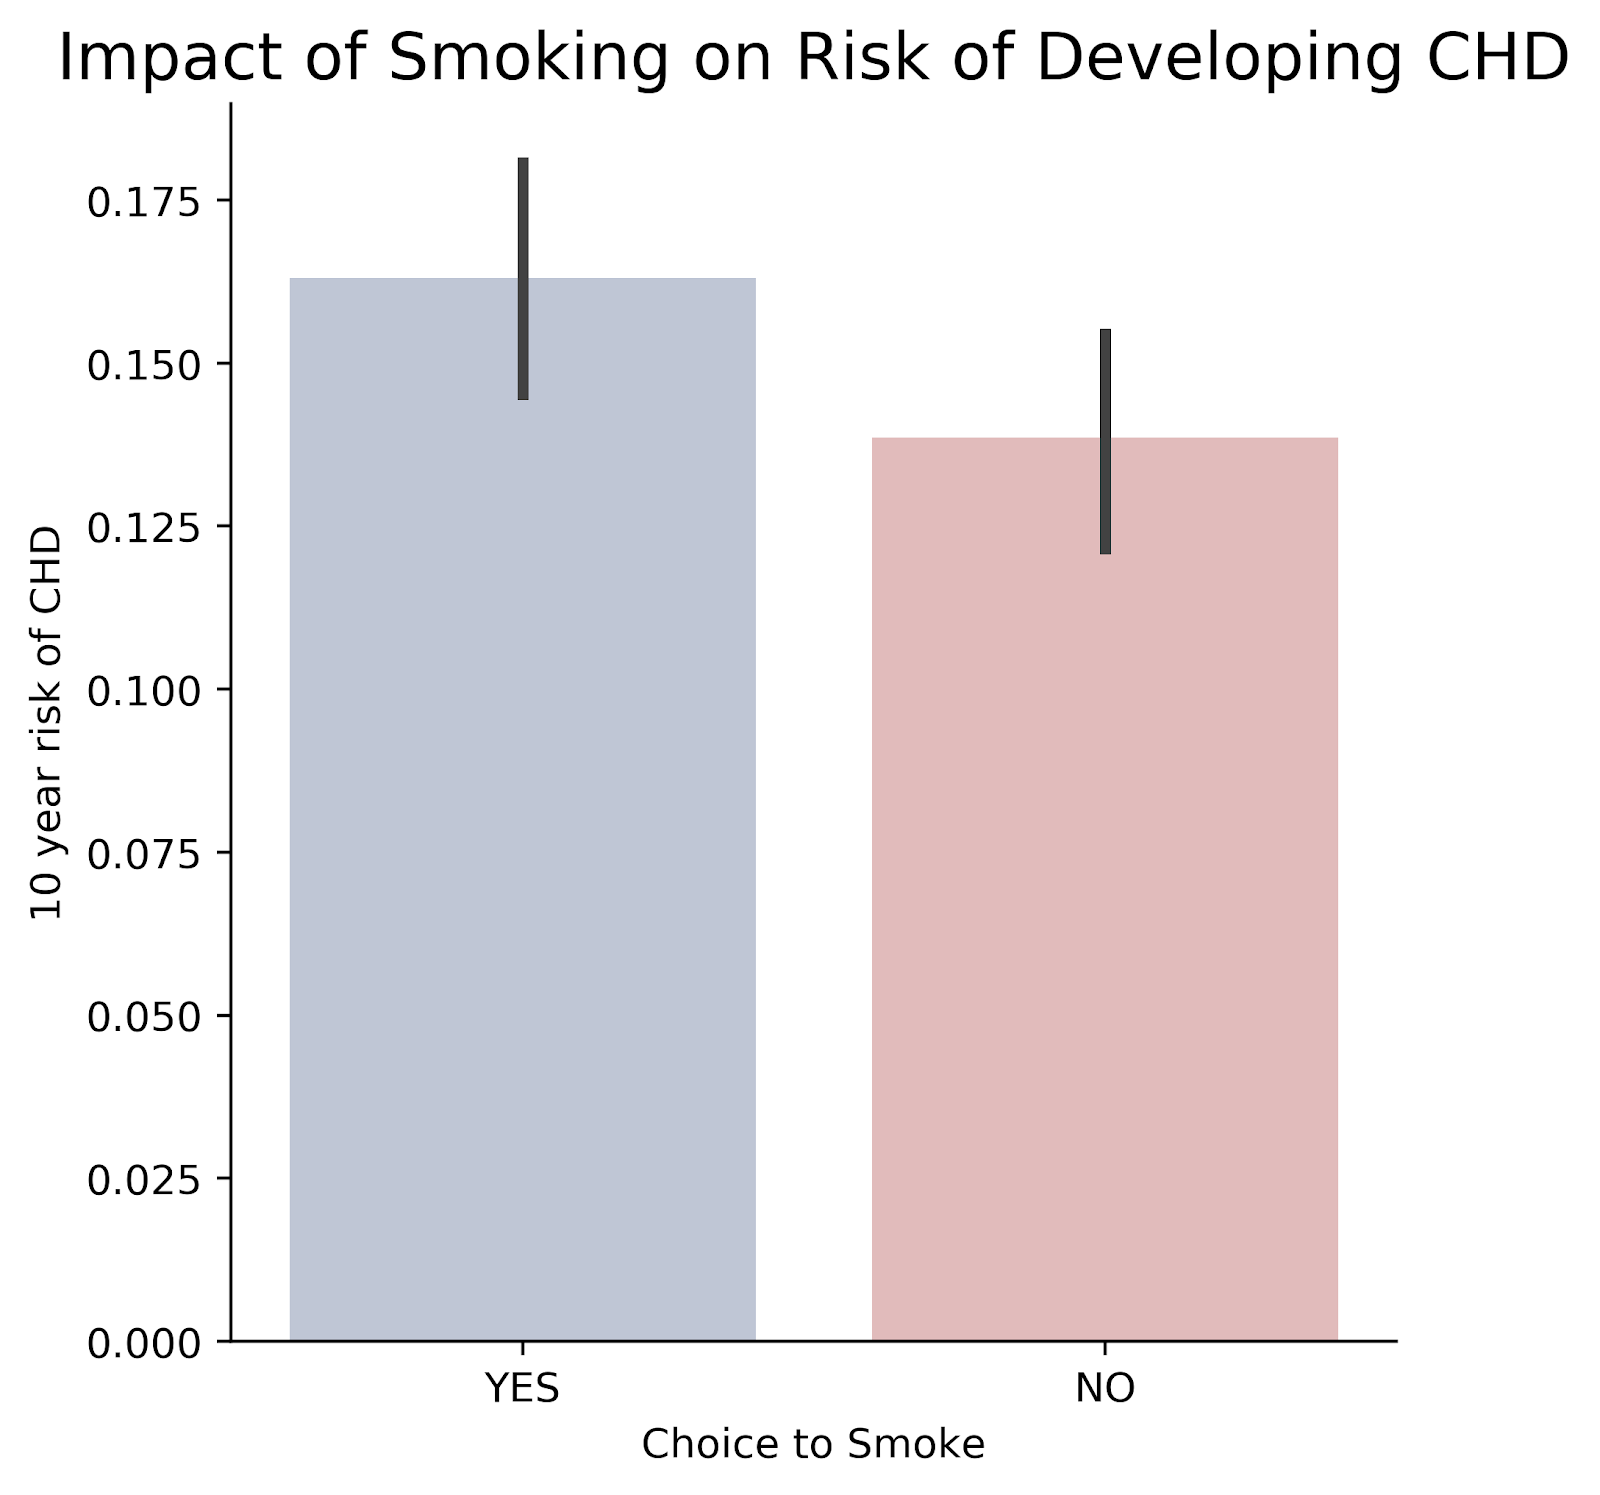 Impact of Smoking on Risk of Developing CHD
10 year risk of CHD
0.175
0.150
0.125
0.100
0.075
0.050
0.025
0.000
YES
NO
Choice to Smoke